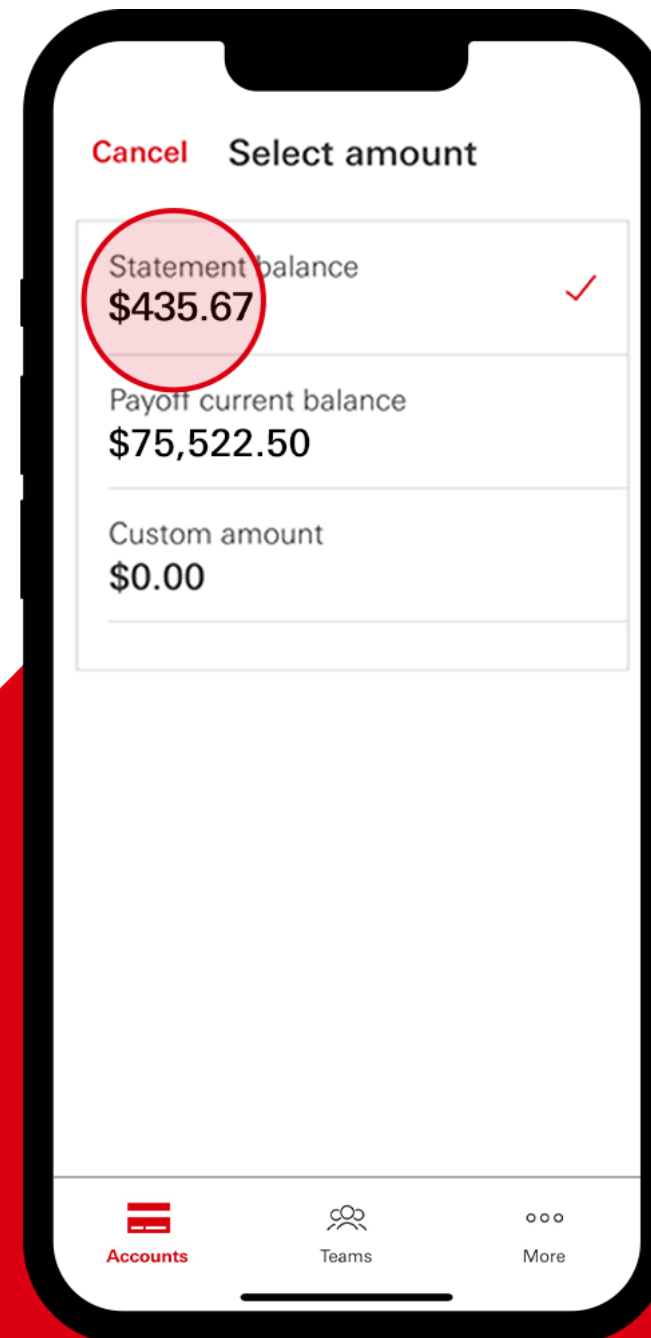 Cancel Select amount
Statement balance
$435.67
Payoff current balance
$75,522.50
Custom amount
$0.00
Accounts Teams More